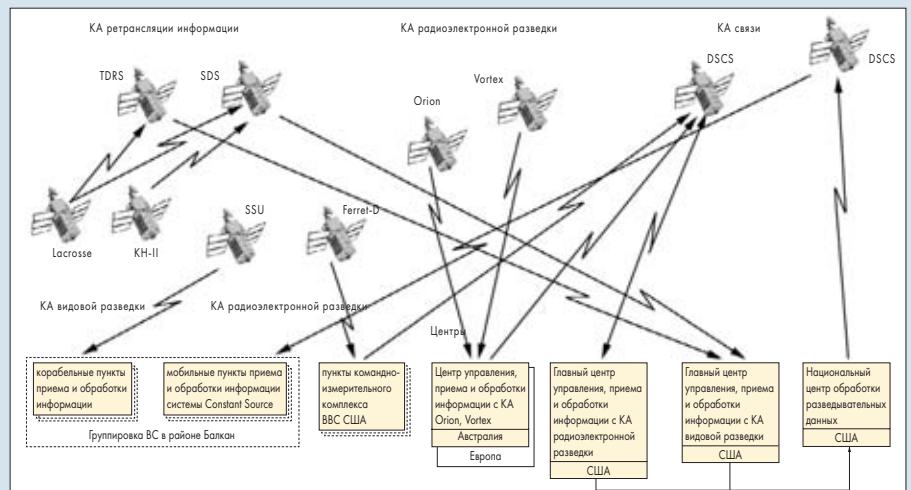 КА ретрансляции информации
КА радиоэлектронной разведки
КА связи
TDRS
SDS
Orion
Vortex
DSCS
DSCS
Lacrosse
KH-II
SSU
Ferret-D
КА видовой разведки
КА радиоэлектронной разведки
Центры
корабельные пункты
приема и обработки
информации
мобильные пункты приема
и обработки информации
системы Constant Source
Группировка ВС в районе Балкан
пункты командно-
измерительного
комплекса
ВВС США
Центр управления,
приема и обработки
информации с КА
Orion, Vortex
Австралия
Европа
Главный центр
управления, приема
и обработки
информации с КА
радиоэлектронной
разведки
США
Главный центр
управления, приема
и обработки
информации с КА
видовой разведки
США
Национальный
центр обработки
разведывательных
данных
США